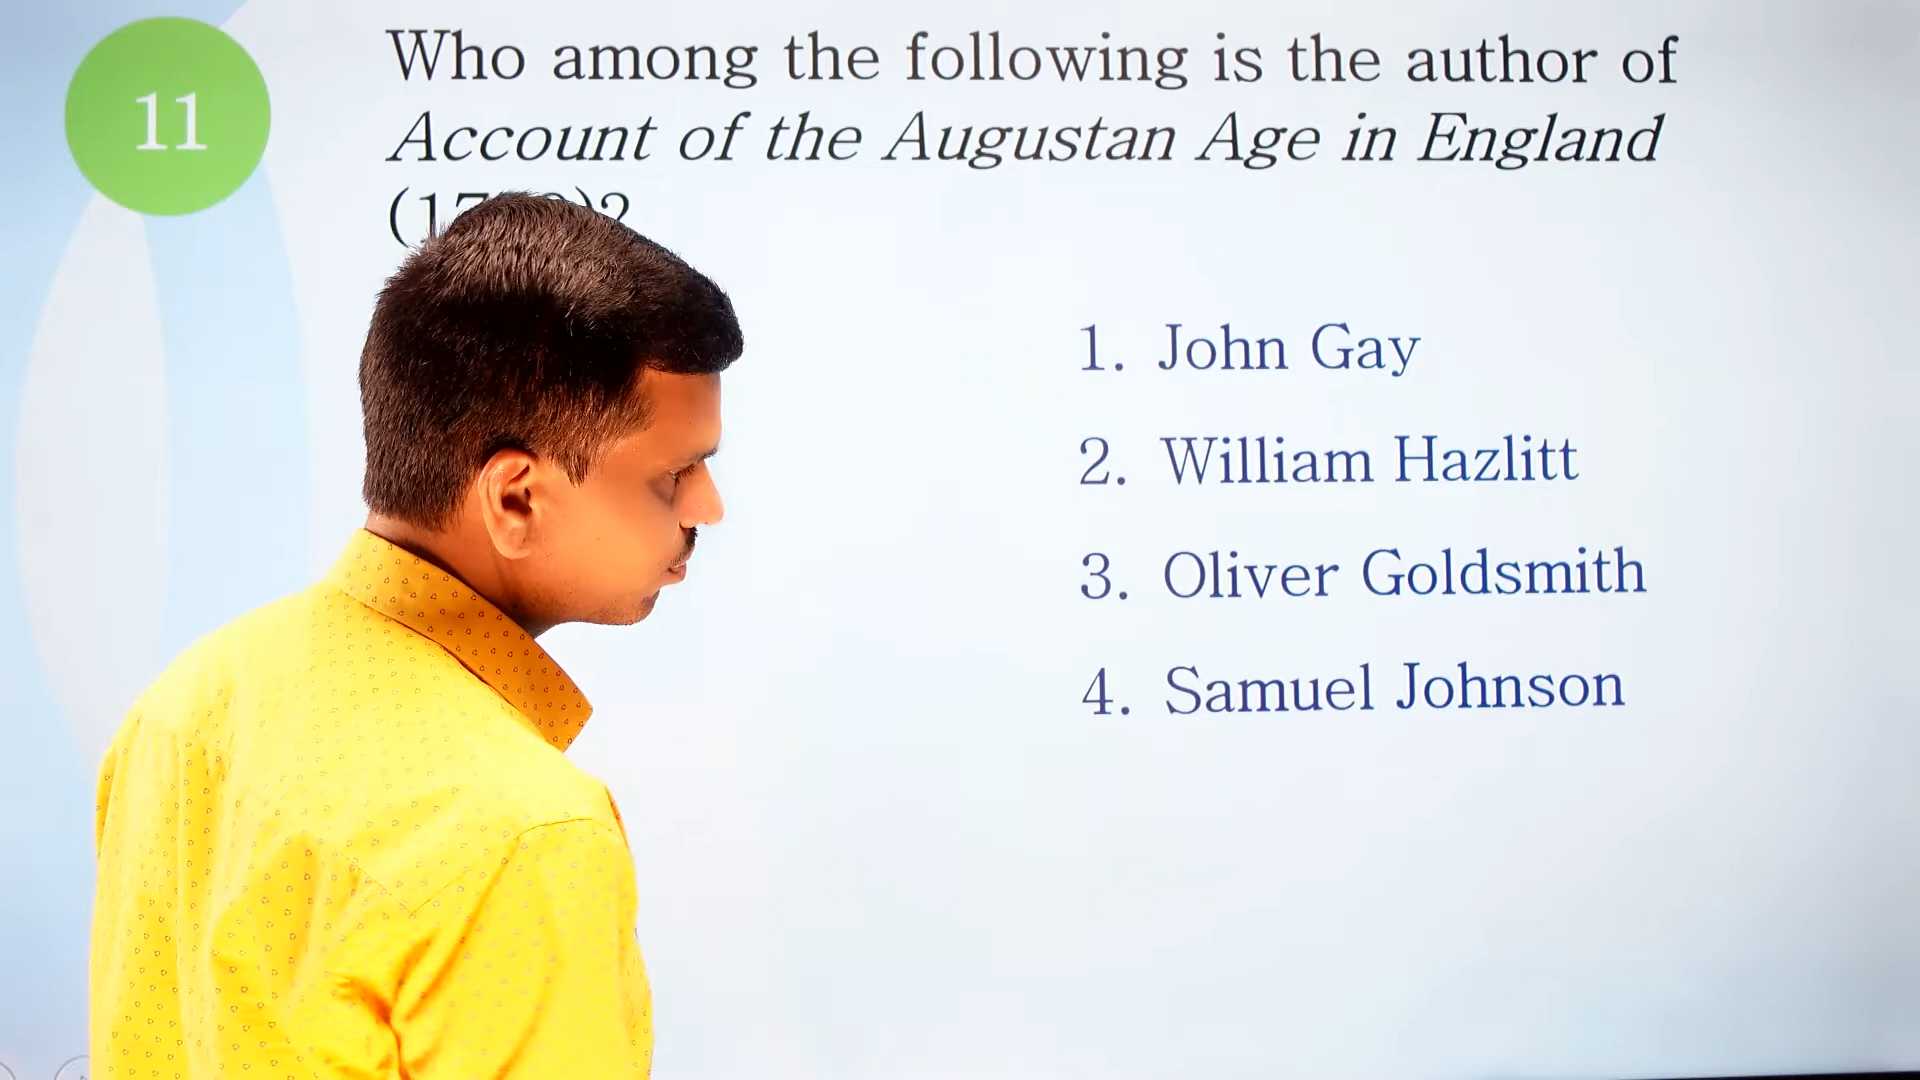 11
Who among the following is the author of
Account of the Augustan Age in England
1. John Gay
2. William Hazlitt
3. Oliver Goldsmith
4. Samuel Johnson